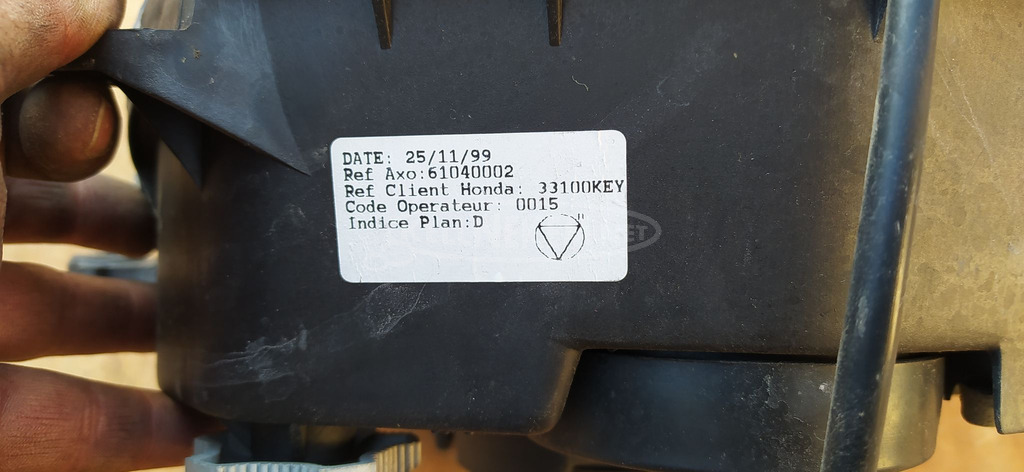 DATE: 25/11/99
Ref Axo:61040002
Ref Client Honda: 33100KEY
Code Operateur: 0015
Indice Plan:D